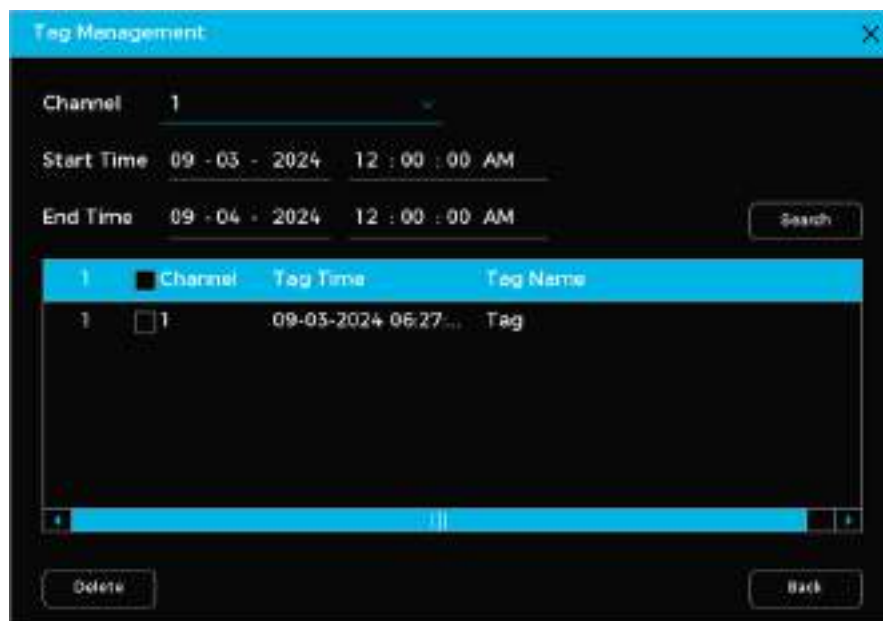 Tag Management
Channel 1
Start Time 09 - 03 - 2024 12 : 00 : 00 AM
End Time 09 - 04 - 2024 12 : 00 : 00 AM
Search
1 Channel Tag Time Tag Name
1 1 09-03-2024 06:27... Tag
Delete Back